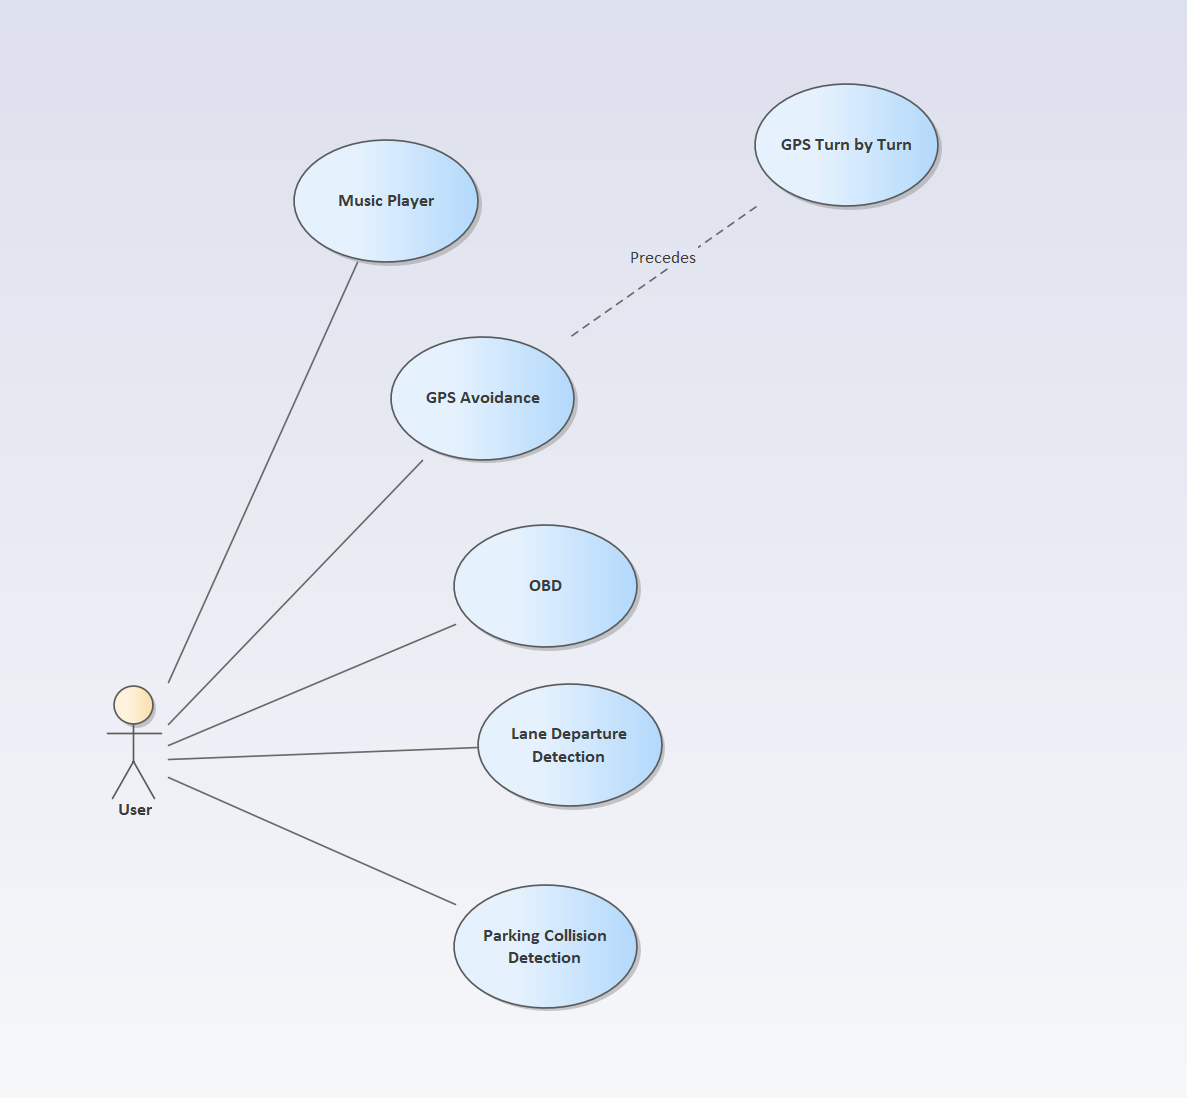 GPS Turn by Turn
Music Player
Precedes
GPS Avoidance
OBD
Lane Departure
Detection
User
Parking Collision
Detection